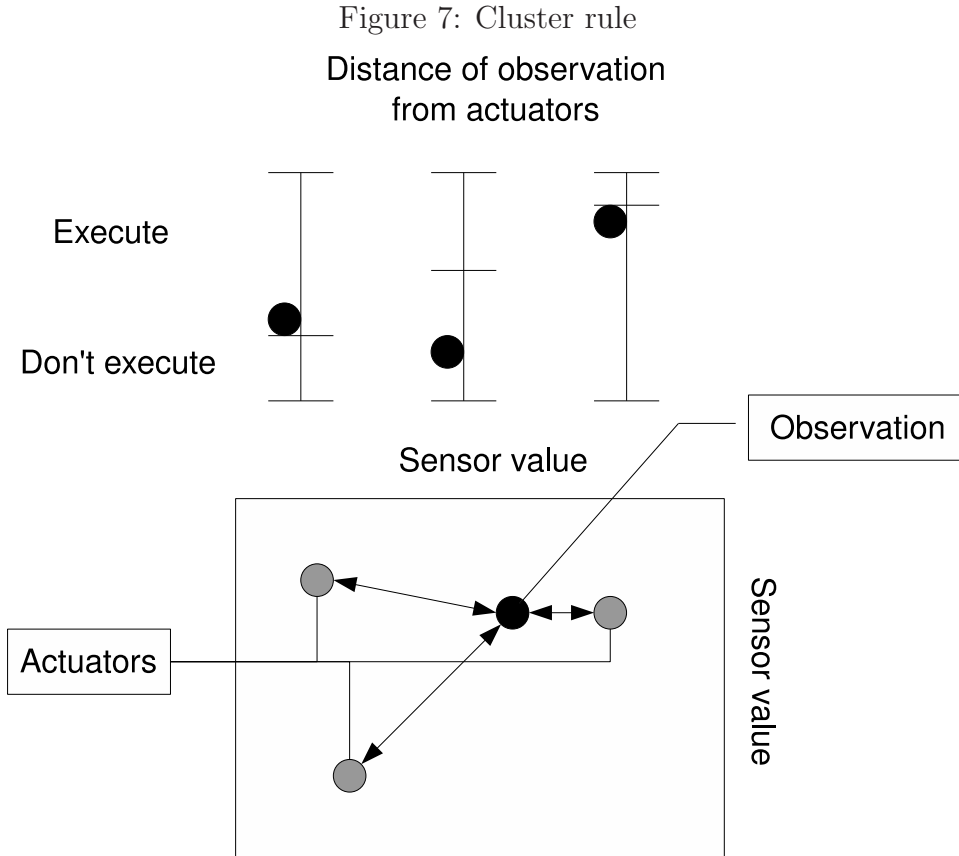 Figure 7: Cluster rule
Distance of observation
from actuators
Execute
Don't execute
Observation
Sensor value
Sensor value
Actuators